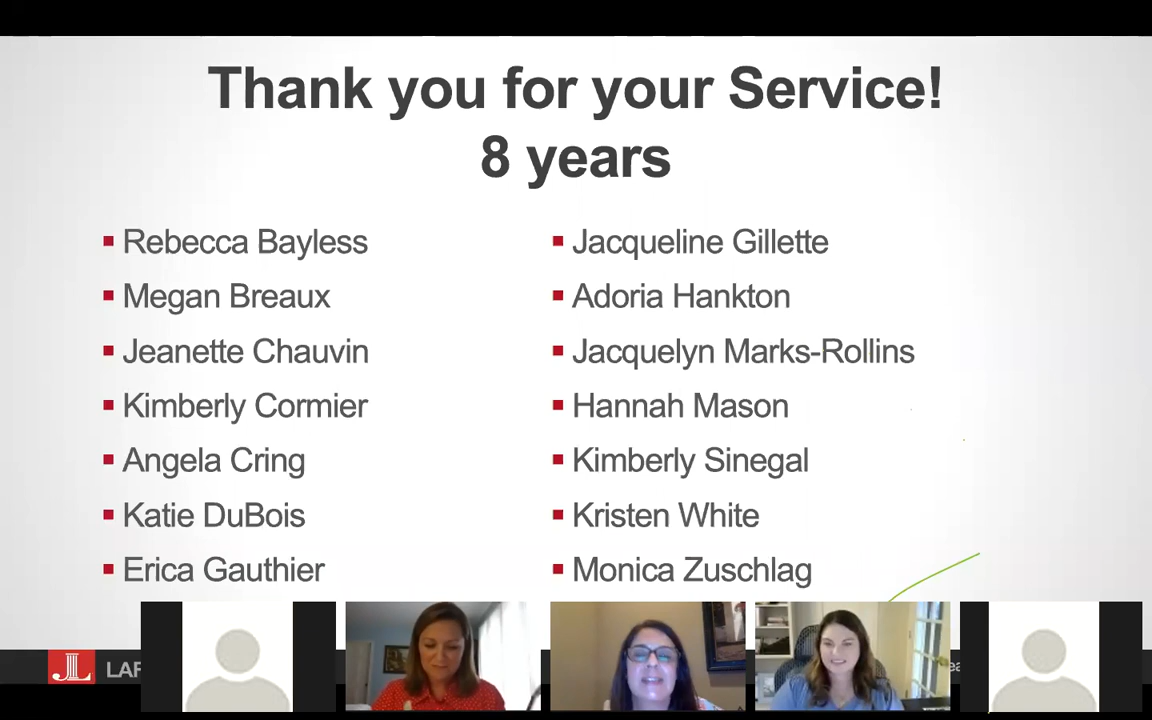 Thank you for your Service!
8 years
Rebecca Bayless
Megan Breaux
Jeanette Chauvin
Kimberly Cormier
Angela Cring
Katie DuBois
Erica Gauthier
Jacqueline Gillette
Adoria Hankton
Jacquelyn Marks-Rollins
Hannah Mason
Kimberly Sinegal
Kristen White
Monica Zuschlag
JL